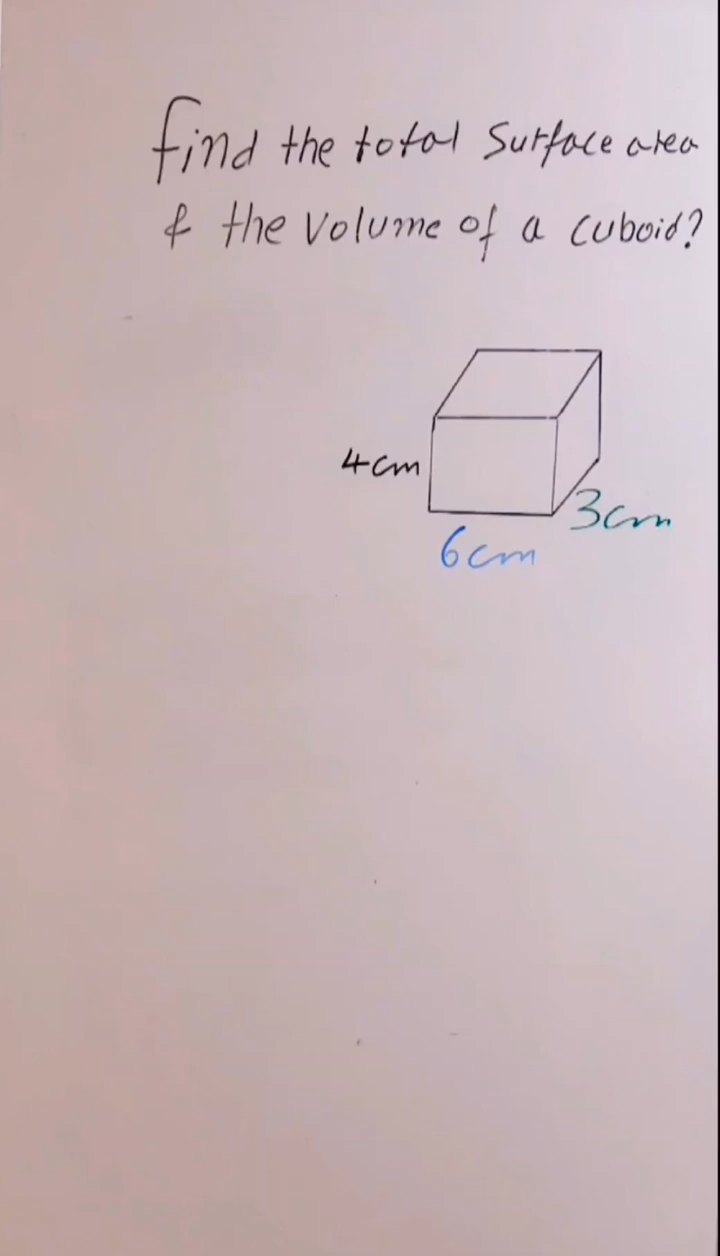 find the total surface area
& the volume of a cuboid?
4cm
3cm
6cm